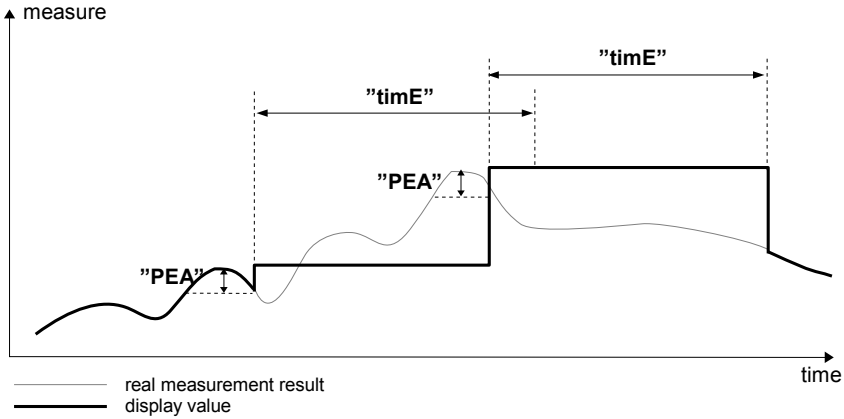 measure
”timE”
”timE”
”PEA”
”PEA”
time
real measurement result
display value